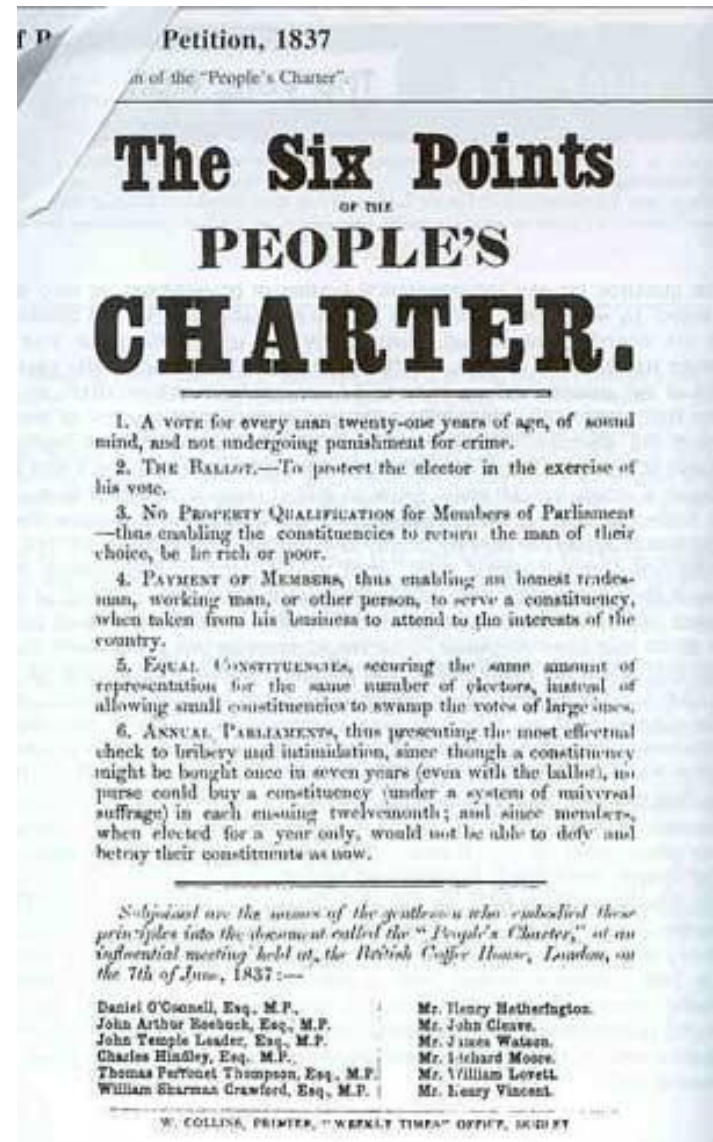 Petition, 1837
of the "People's Charter".
The Six Points
OF THE
PEOPLE'S
CHARTER.
1. A VOTE for every man twenty-one years of age, of sound
mind, and not undergoing punishment for crime.
2. THE BALLOT.—To protect the elector in the exercise of
his vote.
3. NO PROPERTY QUALIFICATION for Members of Parliament
—thus enabling the constituencies to return the man of their
choice, be he rich or poor.
4. PAYMENT OF MEMBERS, thus enabling an honest trades-
man, working man, or other person, to serve a constituency,
when taken from his business to attend to the interests of the
country.
5. EQUAL CONSTITUENCIES, securing the same amount of
representation for the same number of electors, instead of
allowing small constituencies to swamp the votes of large ones.
6. ANNUAL PARLIAMENTS, thus presenting the most effectual
check to bribery and intimidation, since though a constituency
might be bought once in seven years (even with the ballot), no
purse could buy a constituency (under a system of universal
suffrage) in each ensuing twelvemonth; and since members,
when elected for a year only, would not be able to defy and
betray their constituents as now.
Subjoined are the names of the gentlemen who embodied these
principles into the document called the "People's Charter," at an
influential meeting held at, the British Coffee House, London, on
the 7th of June, 1837:—
Daniel O'Connell, Esq., M.P.,
John Arthur Roebuck, Esq., M.P.
John Temple Leader, Esq., M.P.
Charles Hindley, Esq. M.P.,
Thomas Perronet Thompson, Esq., M.P.
William Sharman Crawford, Esq., M.P.
Mr. Henry Hetherington.
Mr. John Cleave.
Mr. James Watson.
Mr. Richard Moore.
Mr. William Lovett.
Mr. Henry Vincent.
W. COLLINS, PRINTER, "WEEKLY TIMES" OFFICE, DUDLEY